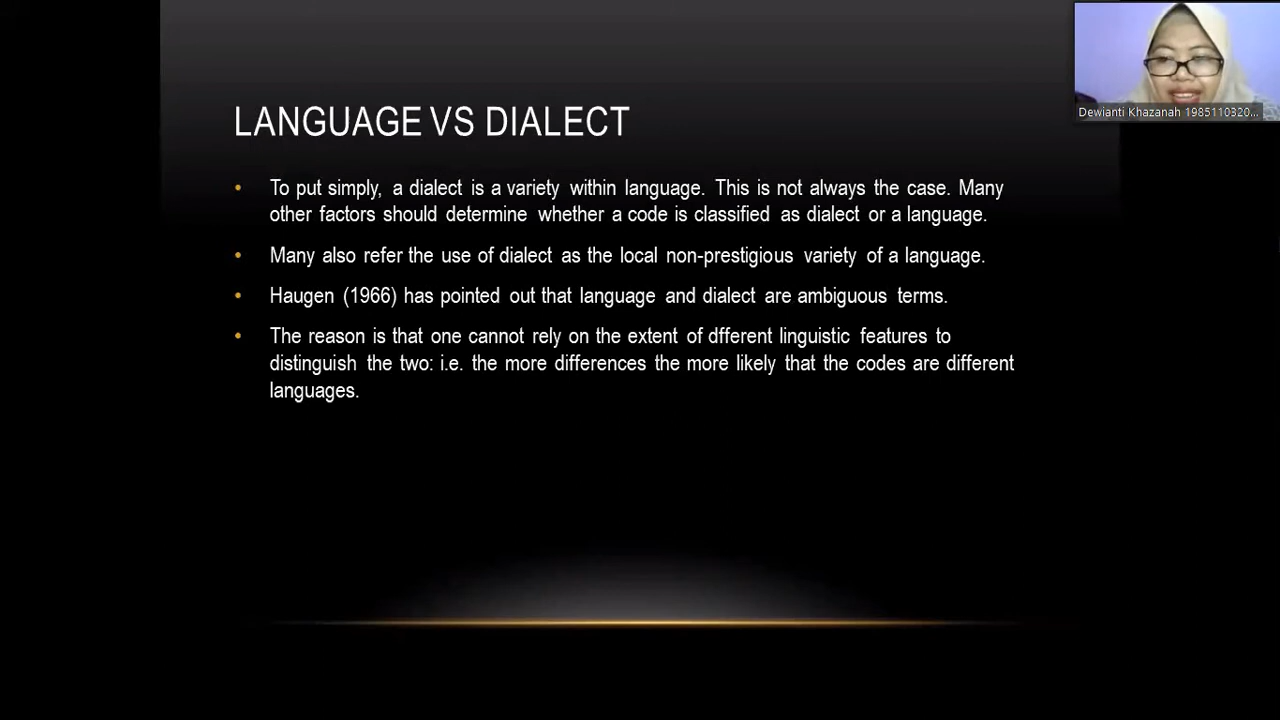 LANGUAGE VS DIALECT
• To put simply, a dialect is a variety within language. This is not always the case. Many
other factors should determine whether a code is classified as dialect or a language.
• Many also refer the use of dialect as the local non-prestigious variety of a language.
• Haugen (1966) has pointed out that language and dialect are ambiguous terms.
• The reason is that one cannot rely on the extent of dfferent linguistic features to
distinguish the two: i.e. the more differences the more likely that the codes are different
languages.
Dewianti Khazanah 1985110320...